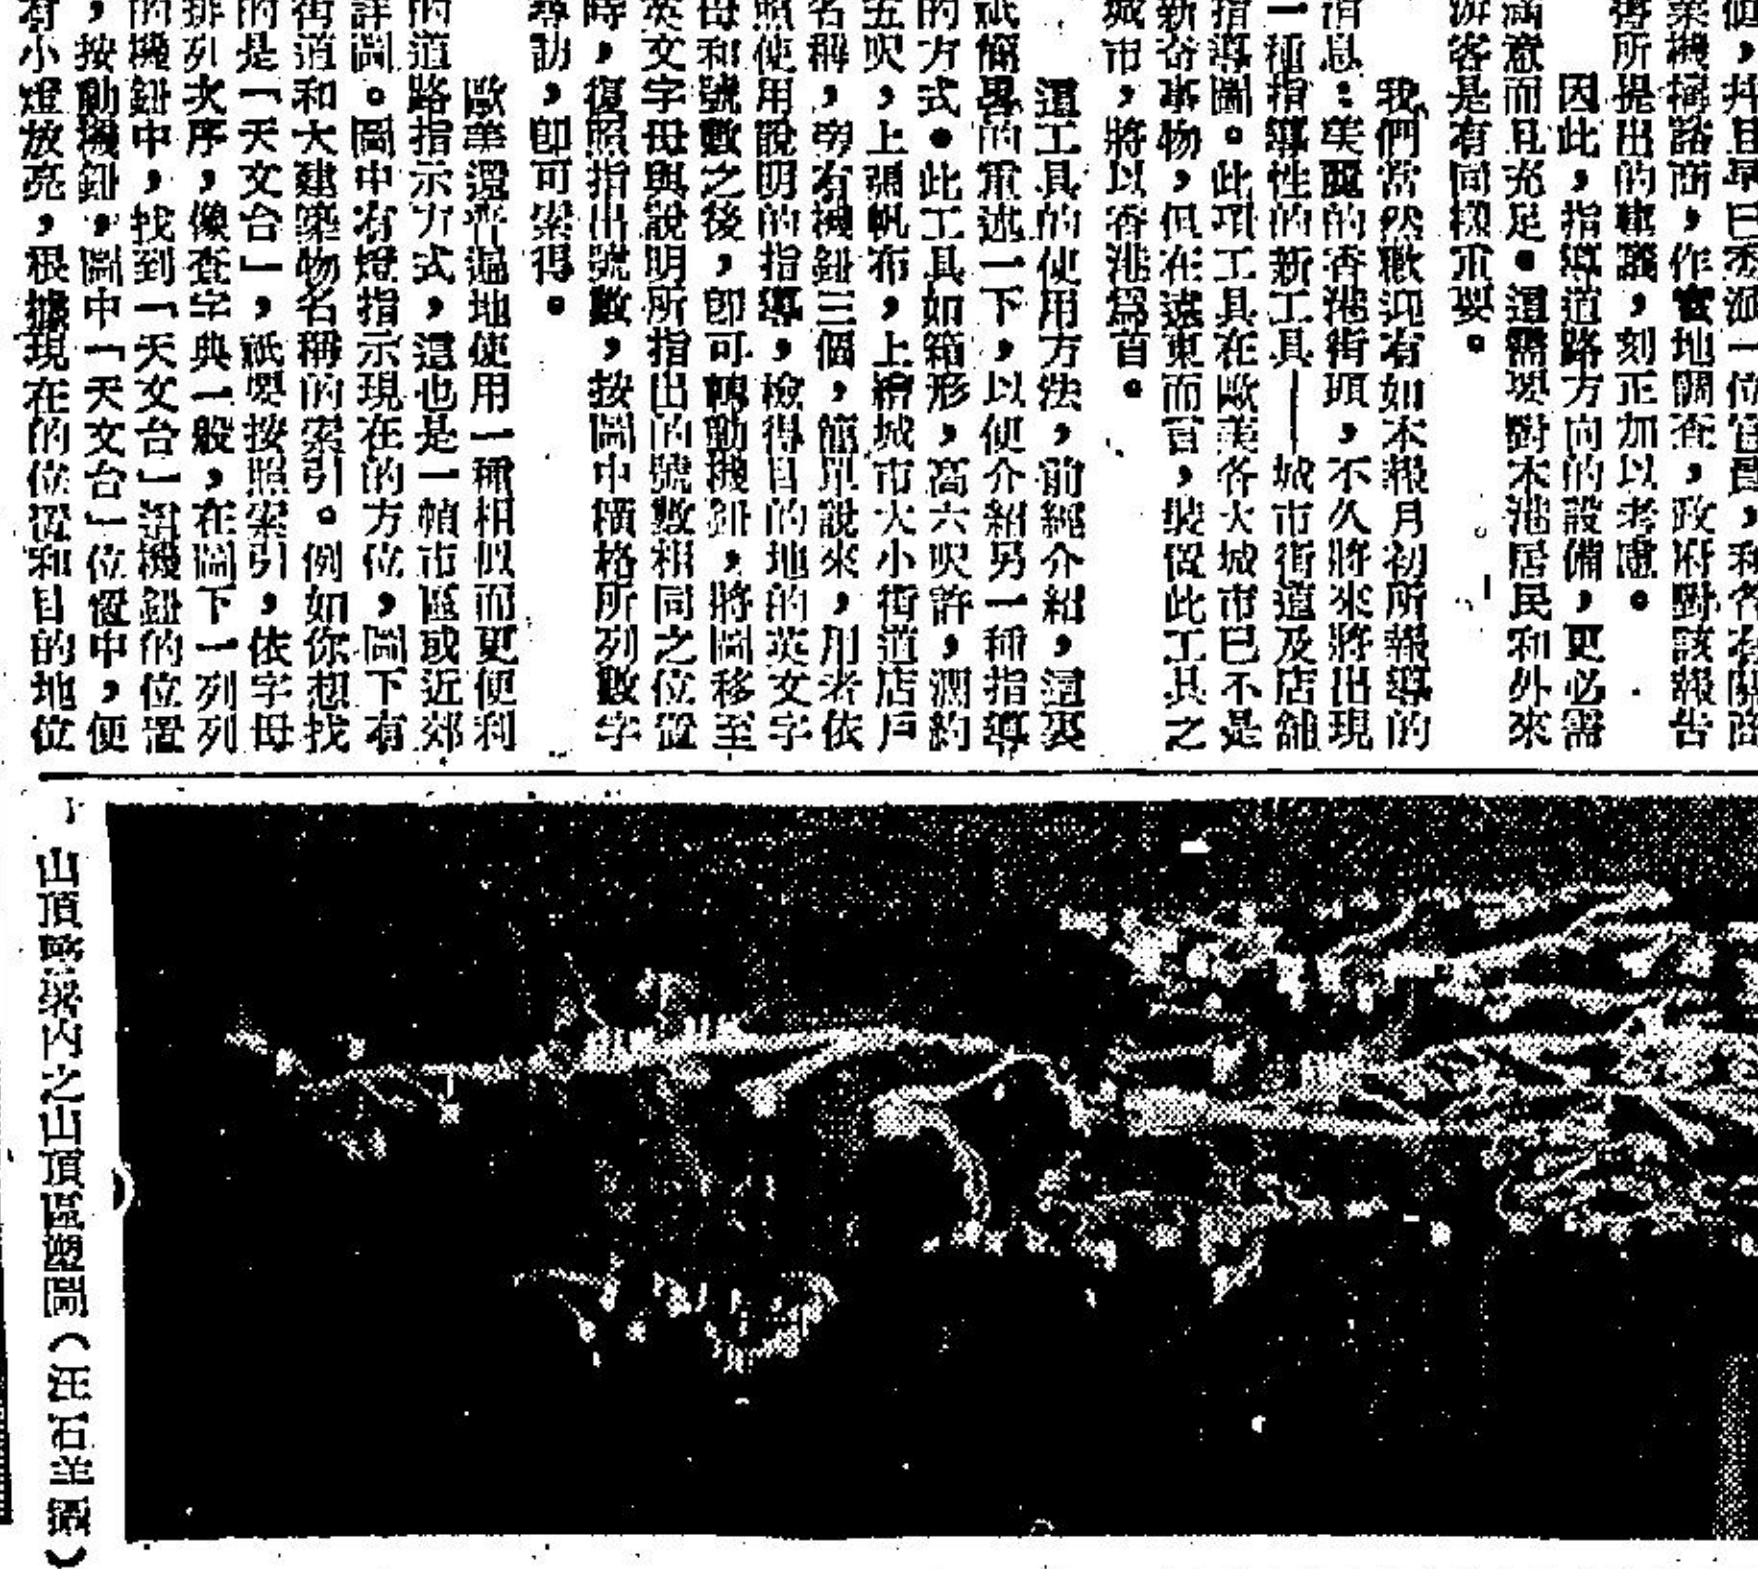 個，幷且早已委派一位官員，和各有關商
業機構諮商，作實地調查，政府對該報告
書所提出的建議，刻正加以考慮。
因此，指導道路方向的設備，更必需
滿意而且充足。這需要對本港居民和外來
游客是有同樣重要。
我們當然歡迎有如本報月初所報導的
消息：美麗的香港街頭，不久將來將出現
一種指導性的新工具——城市街道及店舖
指導圖。此項工具在歐美各大城市已不是
新奇事物，但在遠東而言，裝置此工具之
城市，將以香港爲首。
這工具的使用方法，前經介紹，這裏
祇簡畧的重述一下，以便介紹另一種指導
的方式。此工具如箱形，高六呎許，濶約
五呎，上張帆布，上繪城市大小街道店戶
名稱，旁有機鈕三個，簡單說來，用者依
照使用說明的指導，檢得目的地的英文字
母和號數之後，卽可轉動機鈕，將圖移至
英文字母與說明所指出的號數相同之位置
時，復照指出號數，按圖中橫格所列數字
尋訪，卽可索得。
歐美還普遍地使用一種相似而更便利
的道路指示方式，這也是一幀市區或近郊
詳圖。圖中有燈指示現在的方位，圖下有
街道和大建築物名稱的索引。例如你想找
的是「天文台」，祇要按照索引，依字母
排列次序，像查字典一般，在圖下一列列
的機鈕中，找到「天文台」這機鈕的位置
，按動機鈕，圖中「天文台」位置中，便
有小燈放亮，根據現在的位置和目的地位
山頂餐室內之山頂區塑圖（汪石羊攝）